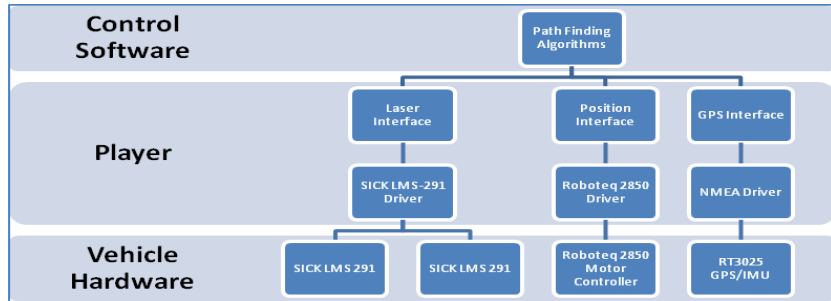 Control
Software
Path Finding
Algorithms
Player
Laser
Interface
Position
Interface
GPS Interface
SICK LMS-291
Driver
Roboteq 2850
Driver
NMEA Driver
Vehicle
Hardware
SICK LMS 291
SICK LMS 291
Roboteq 2850
Motor
Controller
RT3025
GPS/IMU